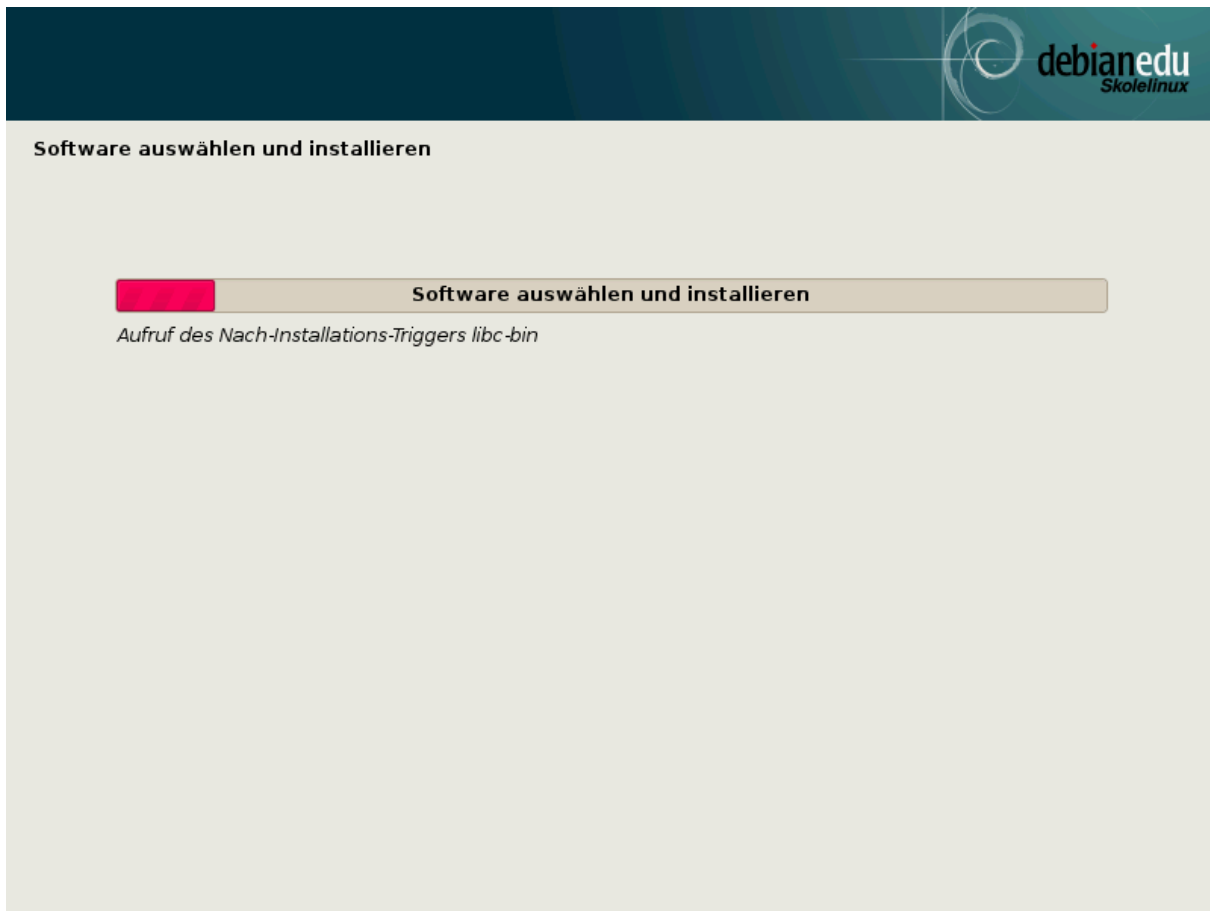 debianedu
Skolelinux
Software auswählen und installieren
Software auswählen und installieren
Aufruf des Nach-Installations-Triggers libc-bin